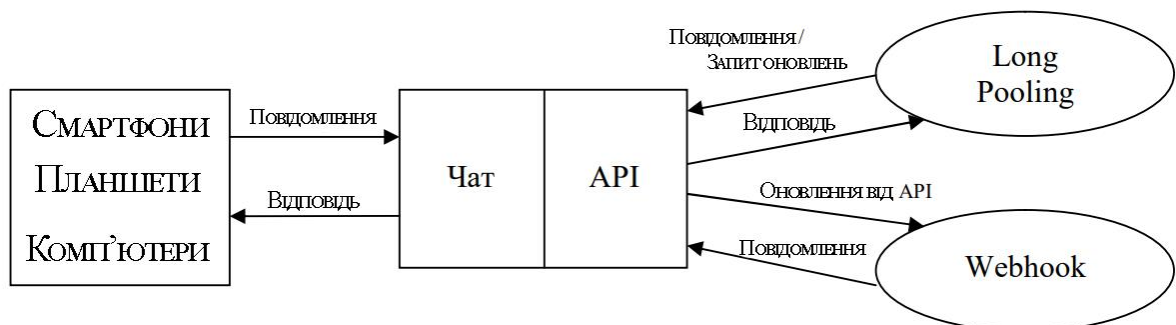 Повідомлення /
Запит оновлень
Long
Pooling
Смартфони
Планшети
Комп'ютери
Повідомлення
Відповідь
Чат
API
Відповідь
Оновлення від API
Повідомлення
Webhook